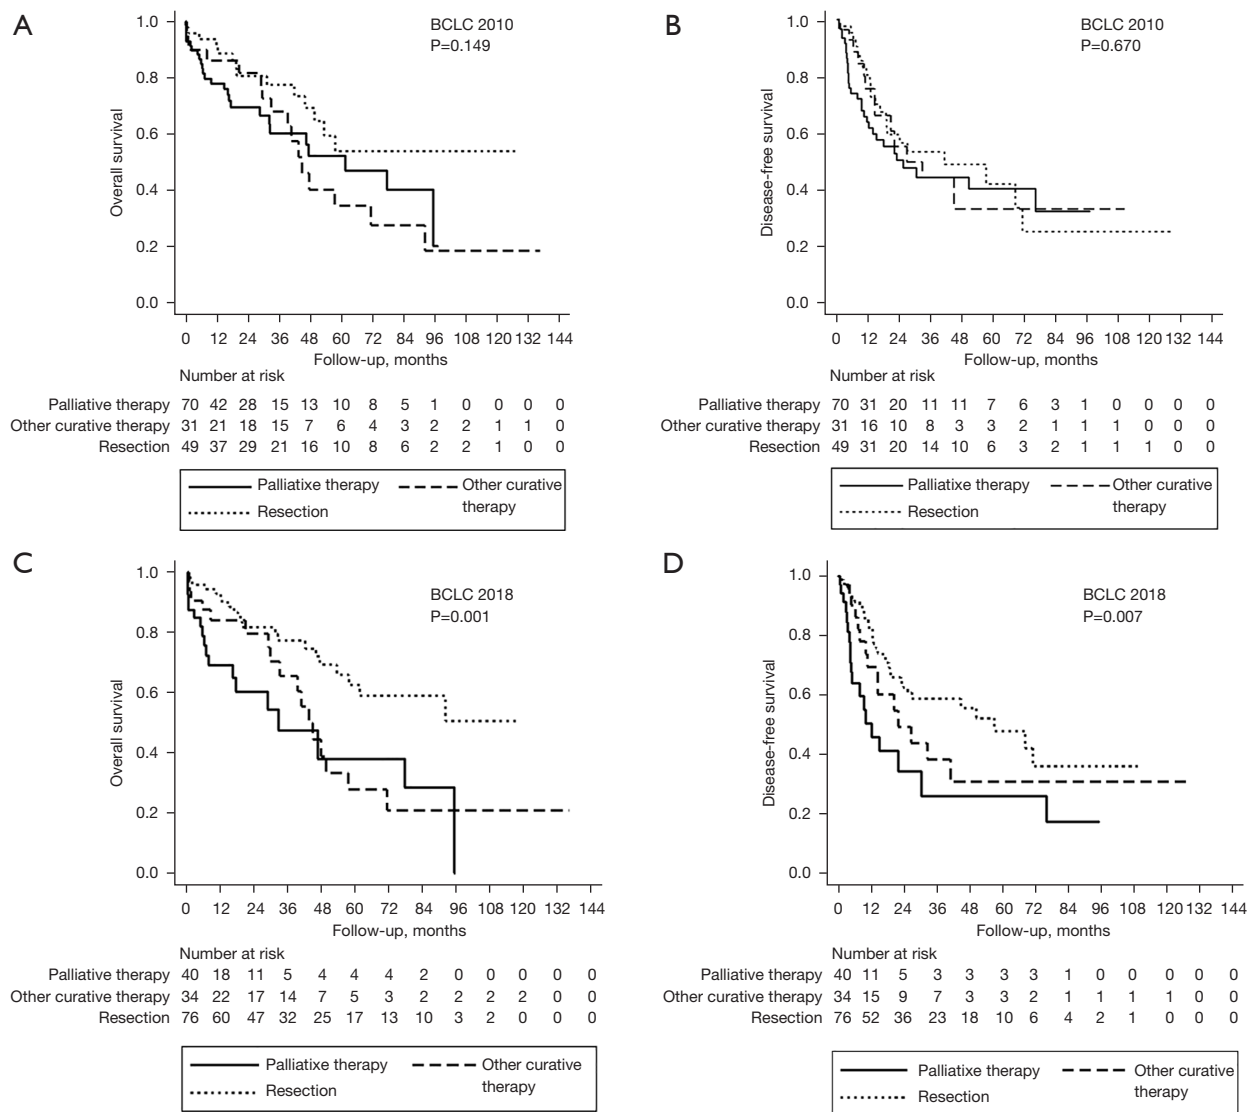 A
BCLC 2010
P=0.149
Overall survival
1.0
0.8
0.6
0.4
0.2
0.0
0 12 24 36 48 60 72 84 96 108 120 132 144
Follow-up, months
Number at risk
Palliative therapy 70 42 28 15 13 10 8 5 1 0 0 0 0
Other curative therapy 31 21 18 15 7 6 4 3 2 2 1 1 0
Resection 49 37 29 21 16 10 8 6 2 2 1 0 0
Palliatixe therapy
Other curative
therapy
Resection
B
BCLC 2010
P=0.670
Disease-free survival
1.0
0.8
0.6
0.4
0.2
0.0
0 12 24 36 48 60 72 84 96 108 120 132 144
Follow-up, months
Number at risk
Palliative therapy 70 31 20 11 11 7 6 3 1 0 0 0 0
Other curative therapy 31 16 10 8 3 3 2 1 1 1 0 0 0
Resection 49 31 20 14 10 6 3 2 1 1 1 0 0
Palliatixe therapy
Other curative
therapy
Resection
C
BCLC 2018
P=0.001
Overall survival
1.0
0.8
0.6
0.4
0.2
0.0
0 12 24 36 48 60 72 84 96 108 120 132 144
Follow-up, months
Number at risk
Palliative therapy 40 18 11 5 4 4 4 2 0 0 0 0 0
Other curative therapy 34 22 17 14 7 5 3 2 2 2 2 0 0
Resection 76 60 47 32 25 17 13 10 3 2 0 0 0
Palliatixe therapy
Other curative
therapy
Resection
D
BCLC 2018
P=0.007
Disease-free survival
1.0
0.8
0.6
0.4
0.2
0.0
0 12 24 36 48 60 72 84 96 108 120 132 144
Follow-up, months
Number at risk
Palliative therapy 40 11 5 3 3 3 3 1 0 0 0 0 0
Other curative therapy 34 15 9 7 3 3 2 1 1 1 1 0 0
Resection 76 52 36 23 18 10 6 4 2 1 0 0 0
Palliatixe therapy
Other curative
therapy
Resection